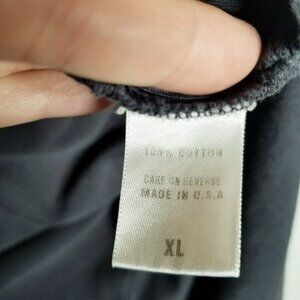 100% COTTON
CARE ON REVERSE
MADE IN U.S.A
XL